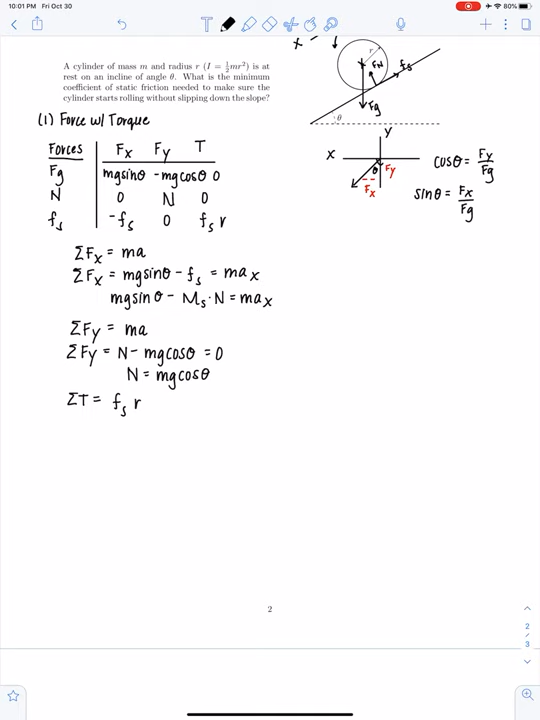 10:01 PM Fri Oct 30
80%
A cylinder of mass m and radius r (I = ½mr²) is at
rest on an incline of angle θ. What is the minimum
coefficient of static friction needed to make sure the
cylinder starts rolling without slipping down the slope?
(1) Force w/ Torque
Forces Fx Fy T
Fg mgsinθ -mgcosθ 0
N 0 N 0
fs -fs 0 fs r
ΣFx = ma
ΣFx = mgsinθ - fs = max
mgsinθ - Ms · N = max
ΣFy = ma
ΣFy = N - mgcosθ = 0
N = mgcosθ
ΣT = fs r
x
r
FN
fs
Fg
θ
y
x
θ
Fy
Fx
cosθ = Fy/Fg
sinθ = Fx/Fg
2
2
/
3